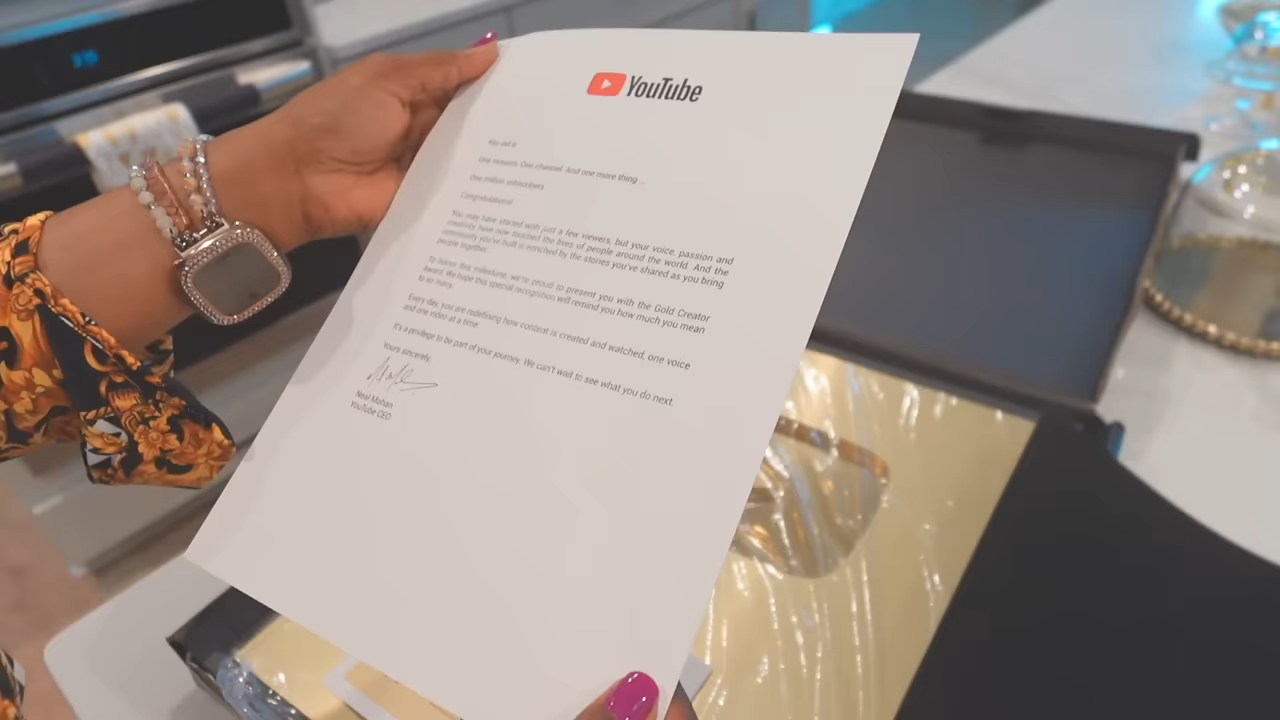 YouTube
You did it
One mission. One channel. And one more thing...
One million subscribers.
Congratulations!
You may have started with just a few viewers, but your voice, passion and
creativity have now touched the lives of people around the world. And the
community you've built is enriched by the stories you've shared as you bring
people together.
To honor this milestone, we're proud to present you with the Gold Creator
Award. We hope this special recognition will remind you how much you mean
to so many.
Every day, you are redefining how content is created and watched, one voice
and one video at a time.
It's a privilege to be part of your journey. We can't wait to see what you do next.
Yours sincerely,
Neal Mohan
YouTube CEO